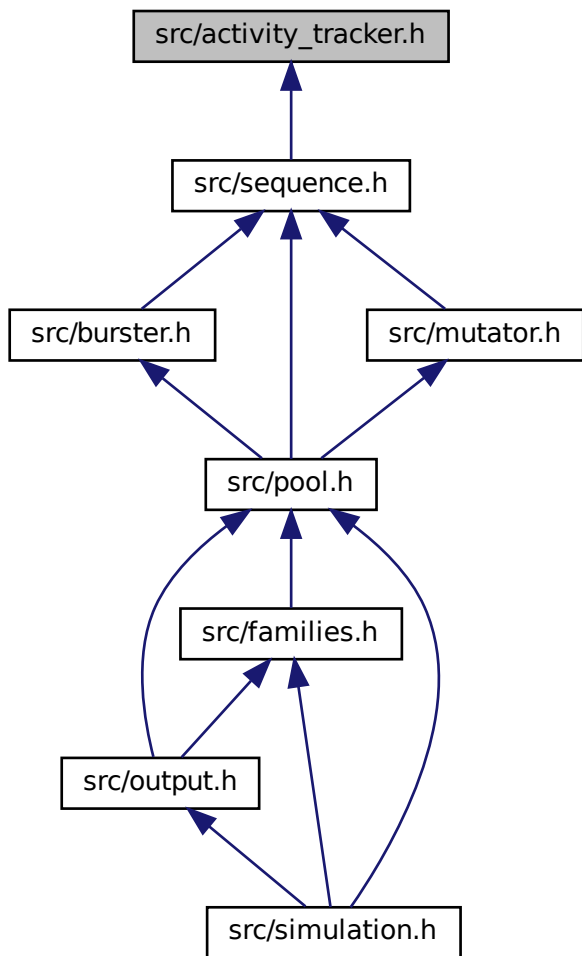 src/activity_tracker.h
src/sequence.h
src/burster.h
src/mutator.h
src/pool.h
src/families.h
src/output.h
src/simulation.h